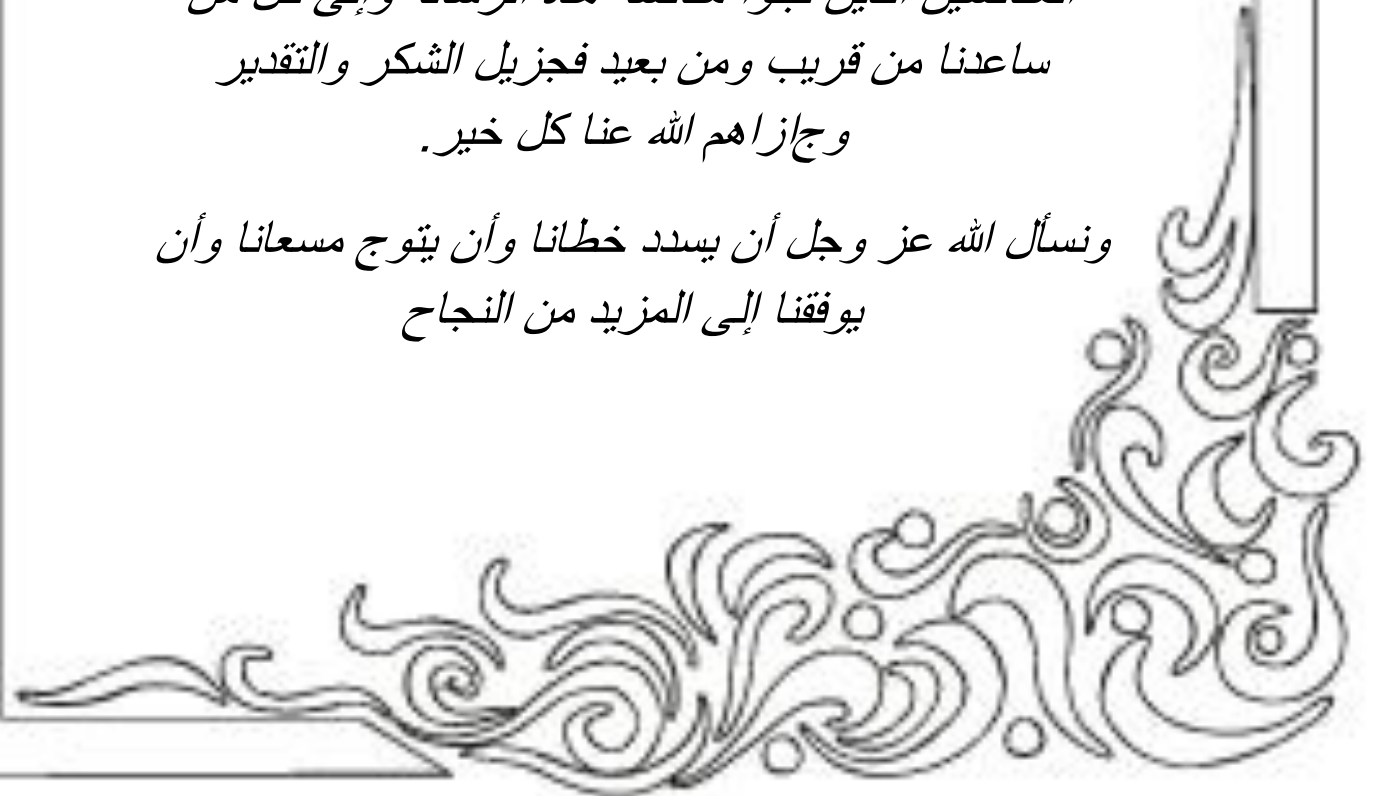 ساعدنا من قريب ومن بعيد فجزيل الشكر والتقدير
وجازاهم الله عنا كل خير.
ونسأل الله عز وجل أن يسدد خطانا وأن يتوج مسعانا وأن
يوفقنا إلى المزيد من النجاح